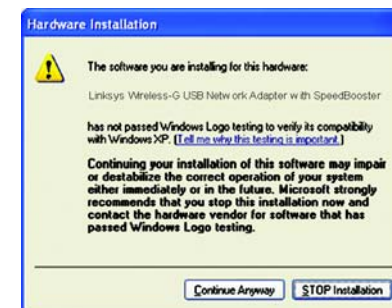 Hardware Installation
The software you are installing for this hardware:
Linksys Wireless-G USB Network Adapter with SpeedBooster
has not passed Windows Logo testing to verify its compatibility
with Windows XP. (Tell me why this testing is important.)
Continuing your installation of this software may impair
or destabilize the correct operation of your system
either immediately or in the future. Microsoft strongly
recommends that you stop this installation now and
contact the hardware vendor for software that has
passed Windows Logo testing.
Continue Anyway
STOP Installation